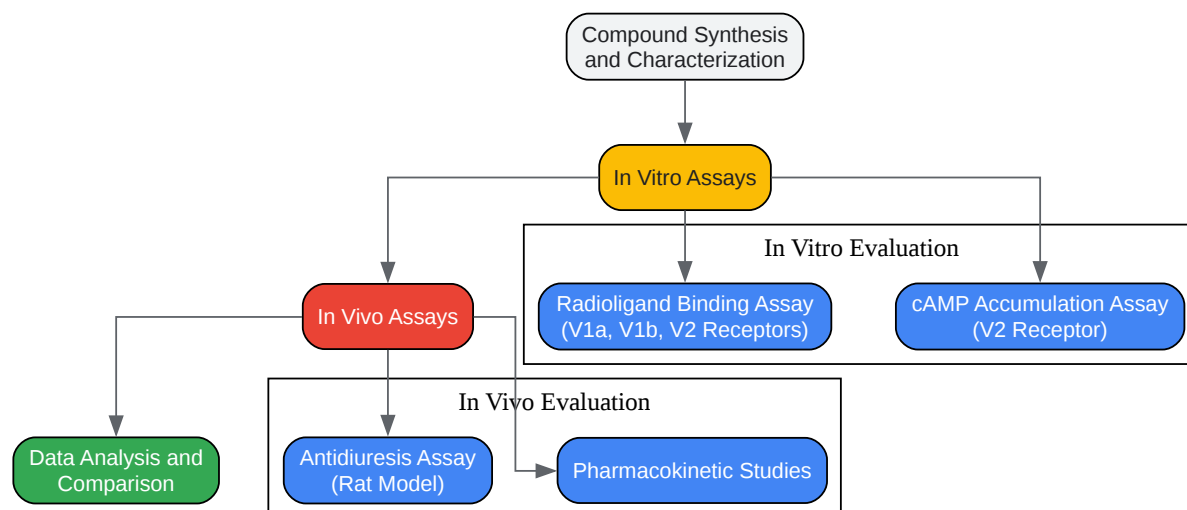 Compound Synthesis
and Characterization
In Vitro Assays
In Vitro Evaluation
Radioligand Binding Assay
(V1a, V1b, V2 Receptors)
cAMP Accumulation Assay
(V2 Receptor)
In Vivo Assays
In Vivo Evaluation
Data Analysis and
Comparison
Antidiuresis Assay
(Rat Model)
Pharmacokinetic Studies